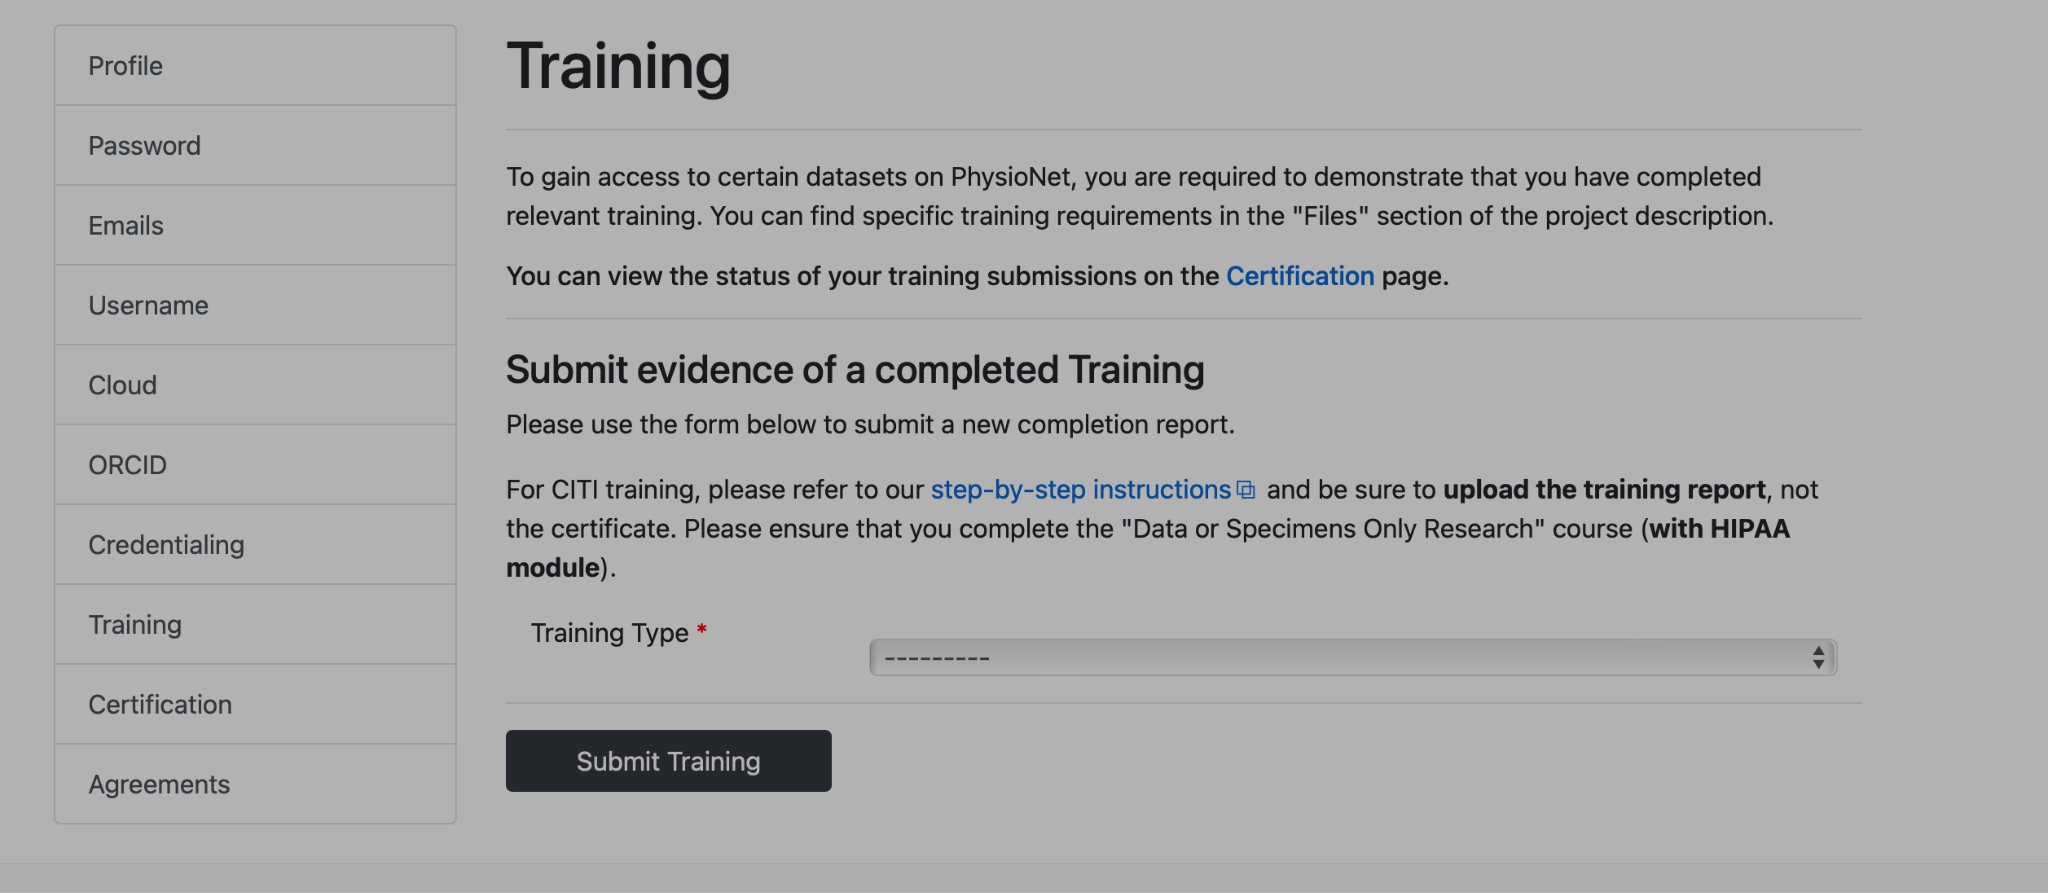 Profile
Password
Emails
Username
Cloud
ORCID
Credentialing
Training
Certification
Agreements
Training
To gain access to certain datasets on PhysioNet, you are required to demonstrate that you have completed
relevant training. You can find specific training requirements in the "Files" section of the project description.
You can view the status of your training submissions on the Certification page.
Submit evidence of a completed Training
Please use the form below to submit a new completion report.
For CITI training, please refer to our step-by-step instructions and be sure to upload the training report, not
the certificate. Please ensure that you complete the "Data or Specimens Only Research" course (with HIPAA
module).
Training Type *
---------
Submit Training